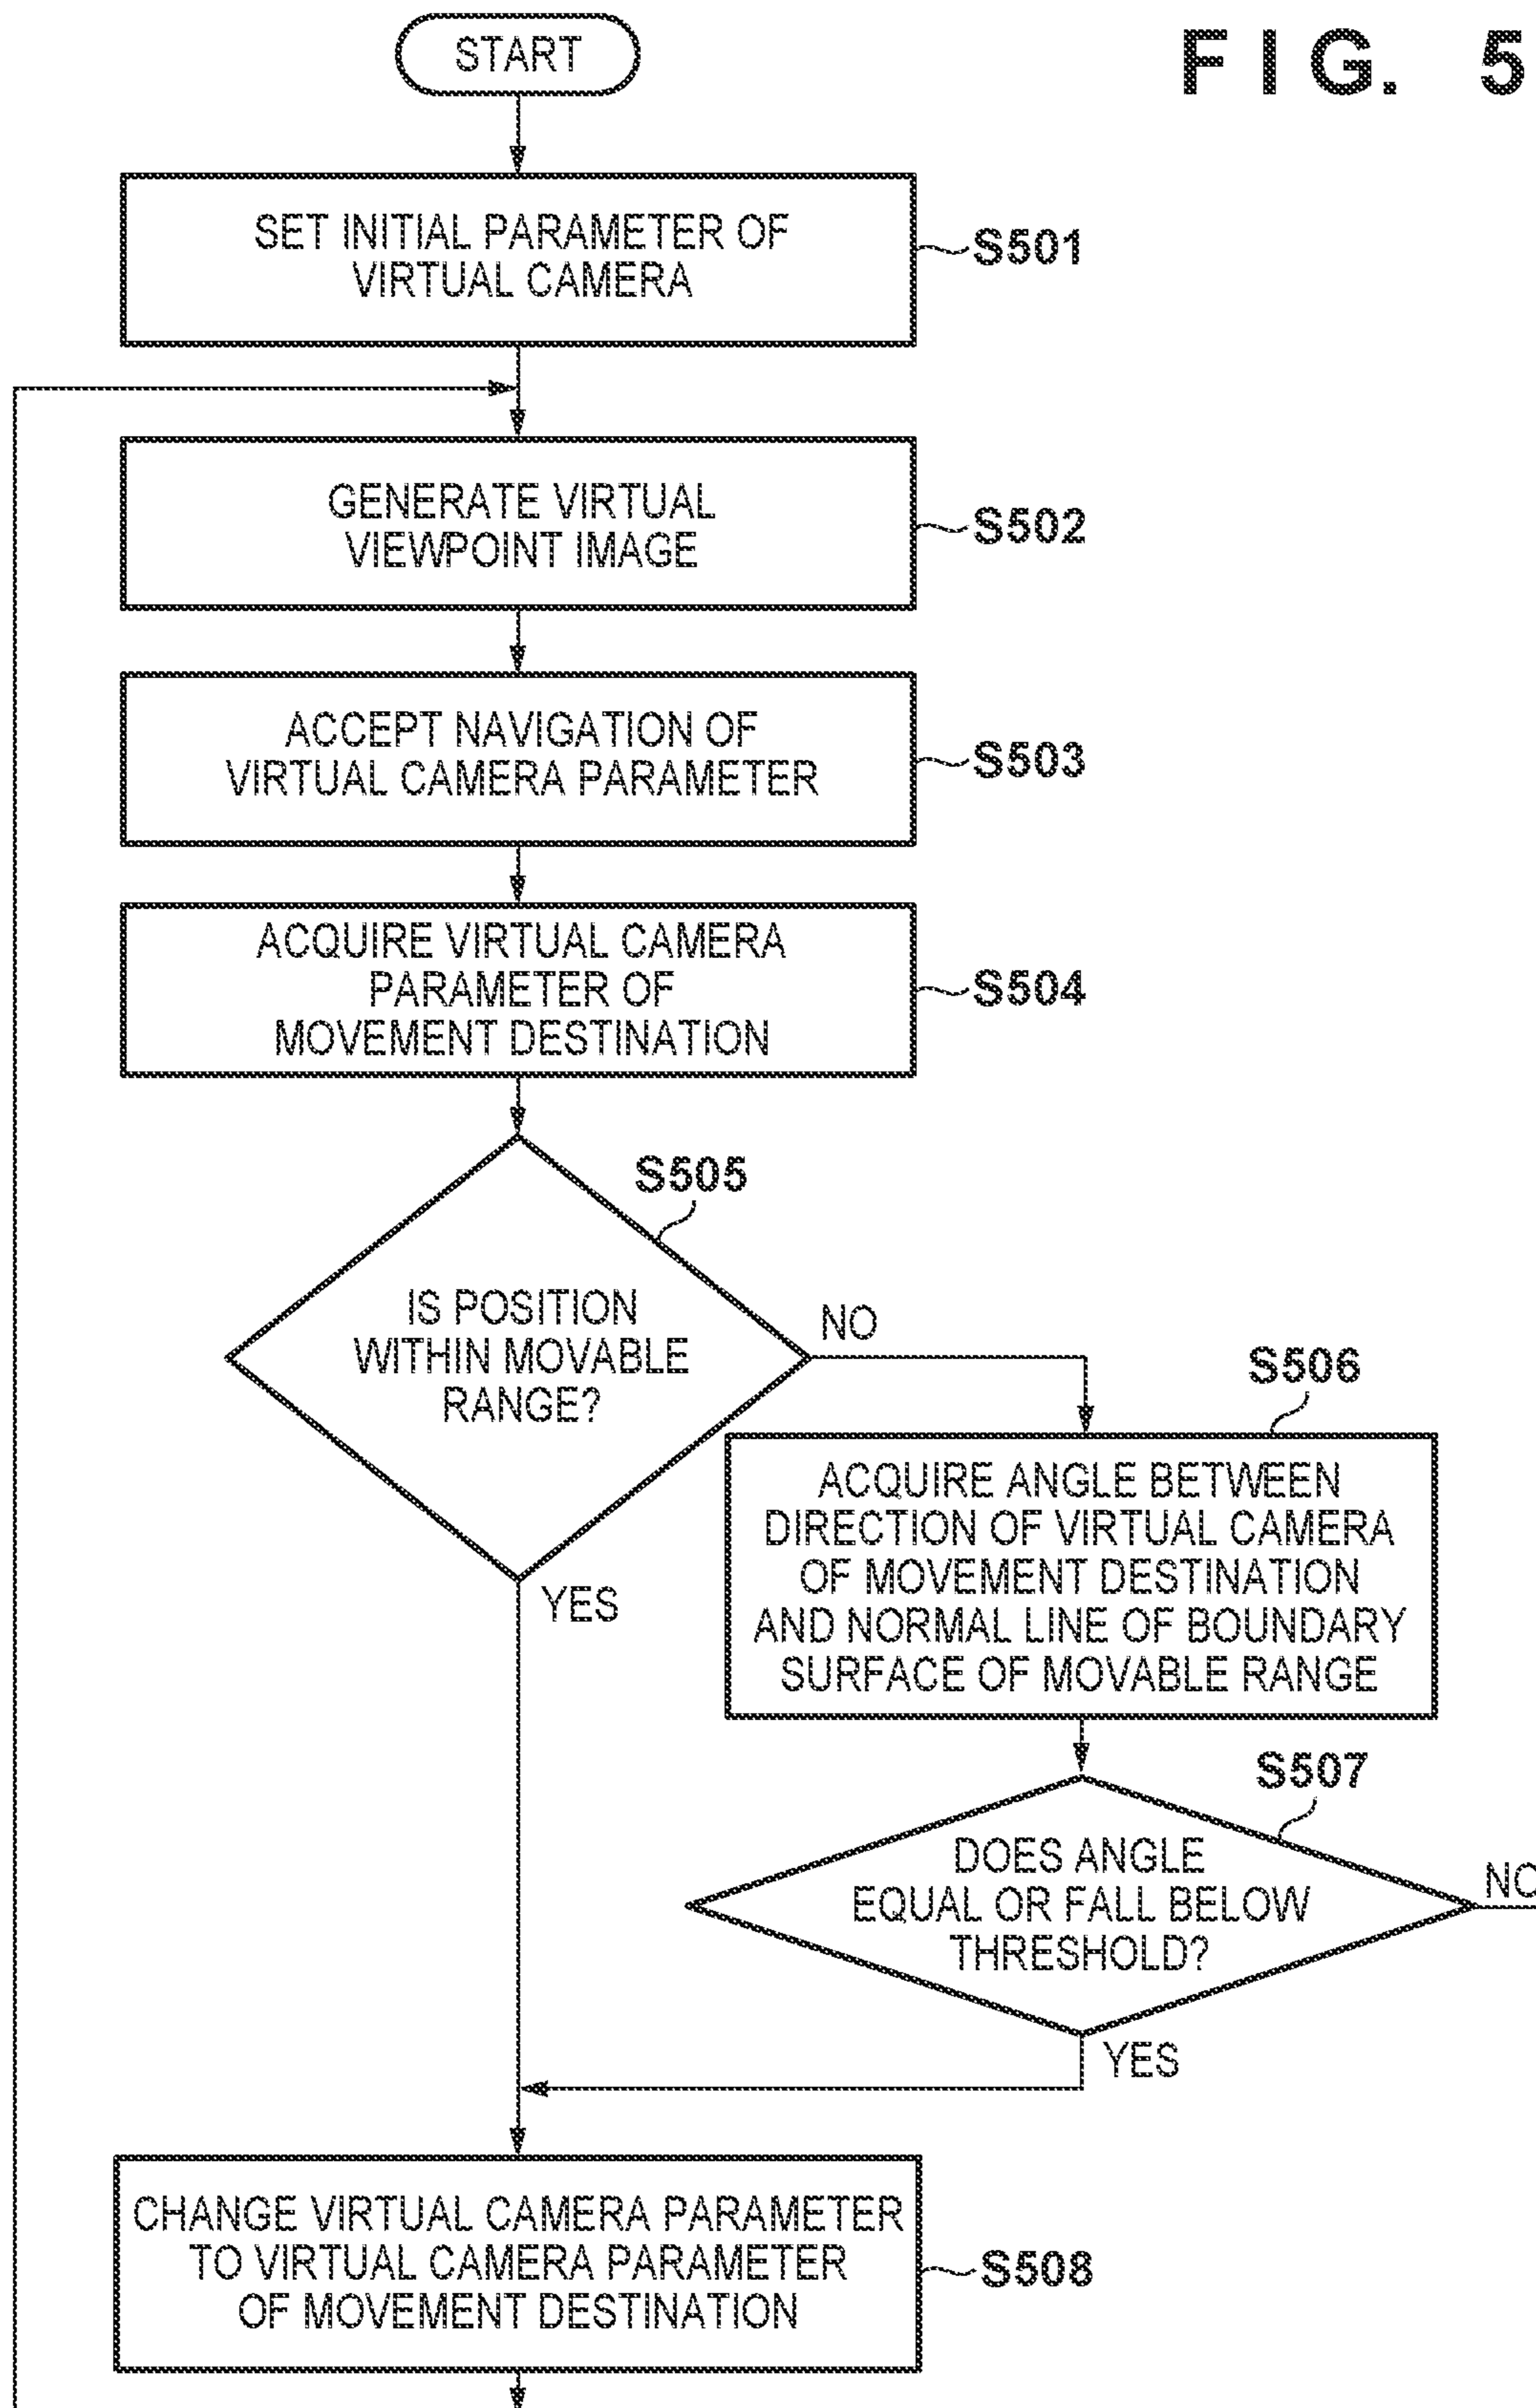 START
FIG. 5
SET INITIAL PARAMETER OF
VIRTUAL CAMERA
S501
GENERATE VIRTUAL
VIEWPOINT IMAGE
S502
ACCEPT NAVIGATION OF
VIRTUAL CAMERA PARAMETER
S503
ACQUIRE VIRTUAL CAMERA
PARAMETER OF
MOVEMENT DESTINATION
S504
S505
IS POSITION
WITHIN MOVABLE
RANGE?
NO
YES
S506
ACQUIRE ANGLE BETWEEN
DIRECTION OF VIRTUAL CAMERA
OF MOVEMENT DESTINATION
AND NORMAL LINE OF BOUNDARY
SURFACE OF MOVABLE RANGE
S507
DOES ANGLE
EQUAL OR FALL BELOW
THRESHOLD?
NO
YES
CHANGE VIRTUAL CAMERA PARAMETER
TO VIRTUAL CAMERA PARAMETER
OF MOVEMENT DESTINATION
S508